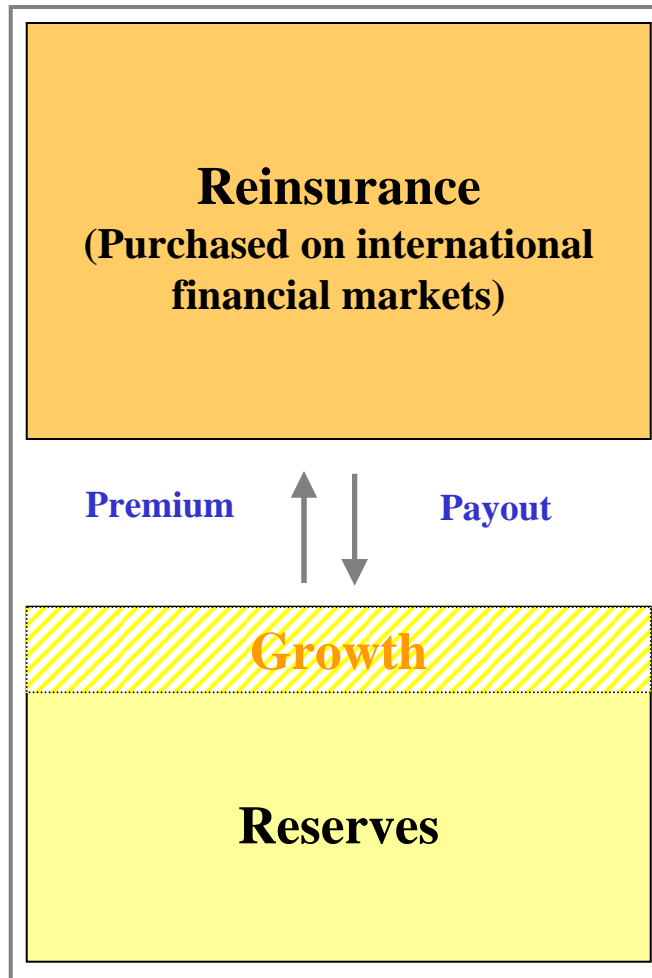 Reinsurance
(Purchased on international
financial markets)
Premium
Payout
Growth
Reserves